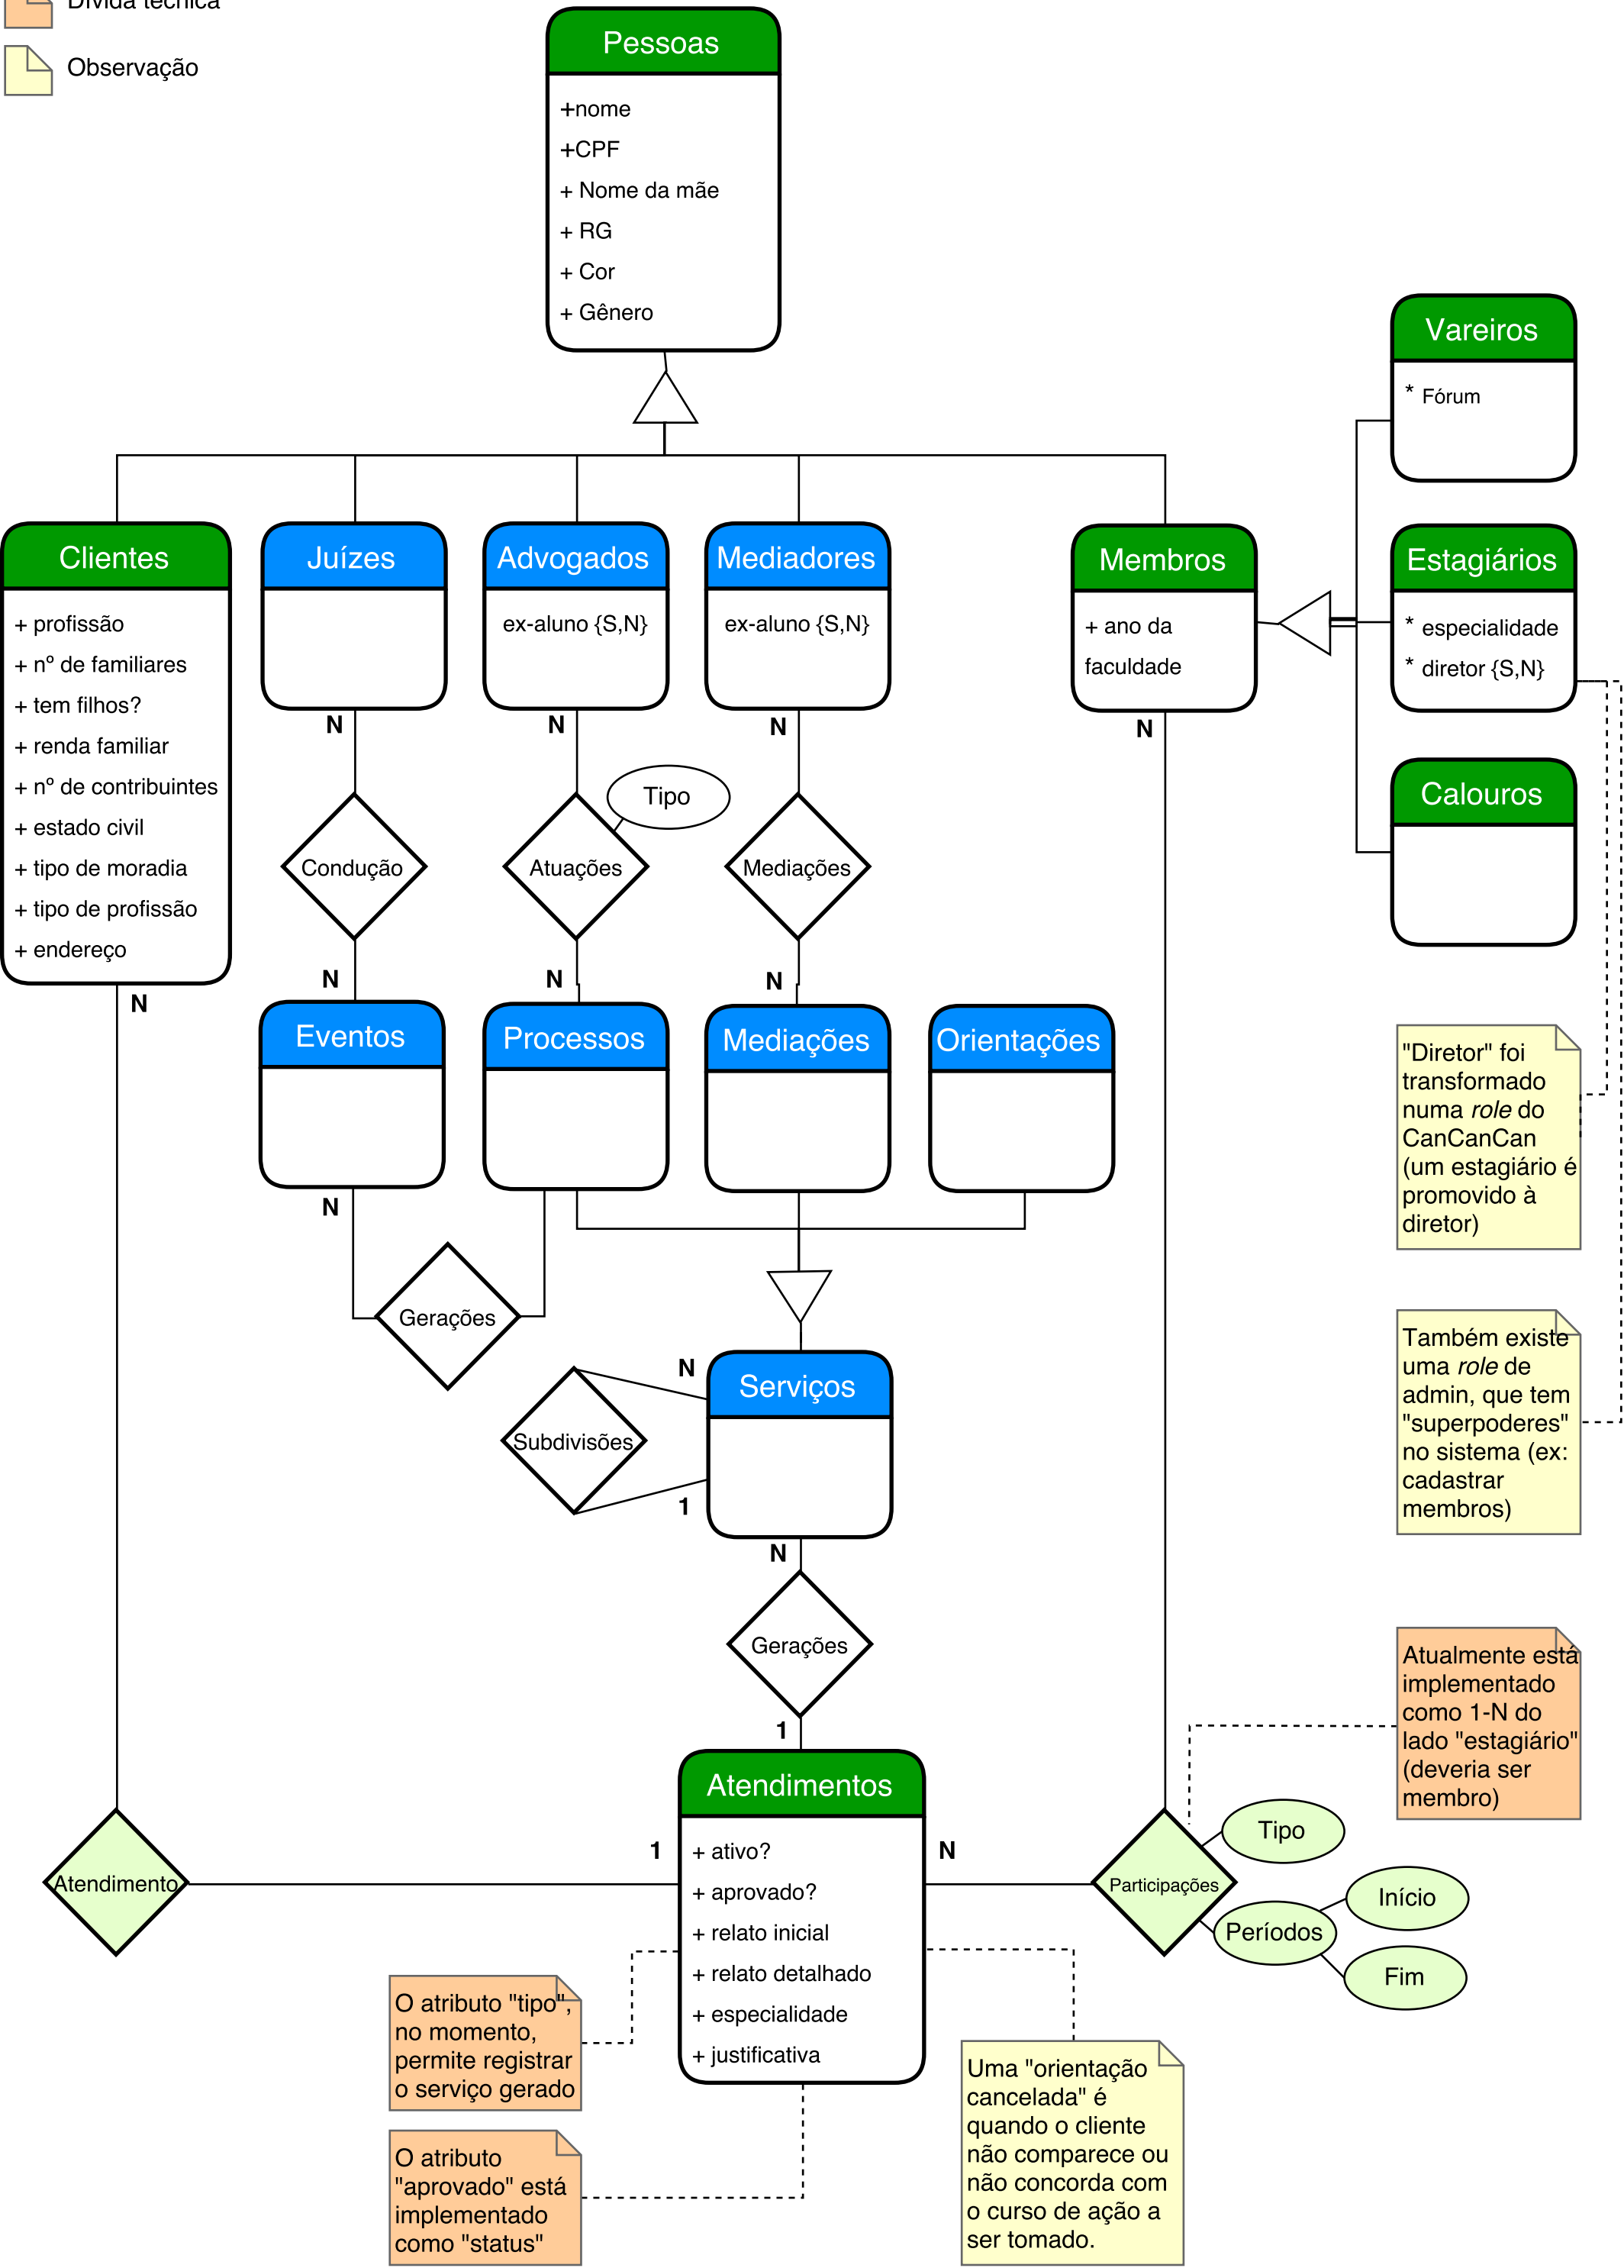 Dívida técnica
Observação
Pessoas
+nome
+CPF
+ Nome da mãe
+ RG
+ Cor
+ Gênero
Vareiros
* Fórum
Clientes
+ profissão
+ nº de familiares
+ tem filhos?
+ renda familiar
+ nº de contribuintes
+ estado civil
+ tipo de moradia
+ tipo de profissão
+ endereço
N
Juízes
N
Advogados
ex-aluno {S,N}
N
Mediadores
ex-aluno {S,N}
N
Membros
+ ano da
faculdade
N
Estagiários
* especialidade
* diretor {S,N}
Calouros
Condução
Atuações
Tipo
Mediações
N
N
N
Eventos
Processos
Mediações
Orientações
N
Gerações
"Diretor" foi
transformado
numa role do
CanCanCan
(um estagiário é
promovido à
diretor)
Também existe
uma role de
admin, que tem
"superpoderes"
no sistema (ex:
cadastrar
membros)
Subdivisões
N
1
Serviços
N
Gerações
1
Atualmente está
implementado
como 1-N do
lado "estagiário"
(deveria ser
membro)
Atendimento
1
Atendimentos
+ ativo?
+ aprovado?
+ relato inicial
+ relato detalhado
+ especialidade
+ justificativa
N
Participações
Tipo
Períodos
Início
Fim
O atributo "tipo",
no momento,
permite registrar
o serviço gerado
O atributo
"aprovado" está
implementado
como "status"
Uma "orientação
cancelada" é
quando o cliente
não comparece ou
não concorda com
o curso de ação a
ser tomado.